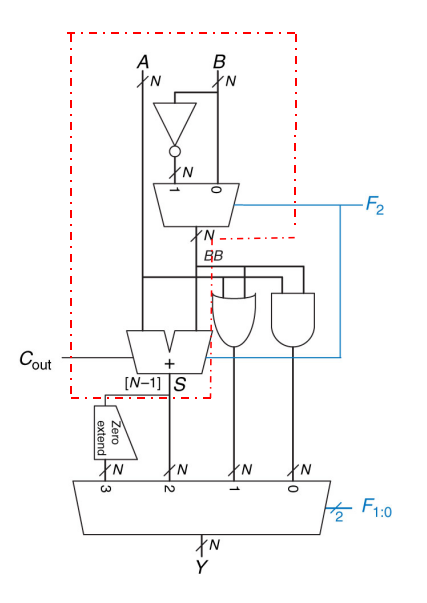 A B
N N
N
1 0
F2
N
BB
Cout
+
[N−1] S
Zero
extend
N N N N
3 2 1 0
2 F1:0
N
Y